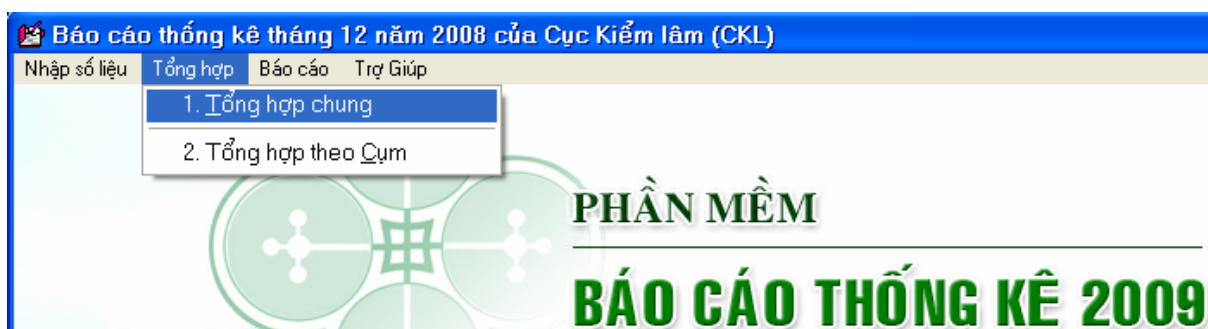 Báo cáo thống kê tháng 12 năm 2008 của Cục Kiểm lâm (CKL)
Nhập số liệu Tổng hợp Báo cáo Trợ Giúp
1. Tổng hợp chung
2. Tổng hợp theo Cụm
PHẦN MỀM
BÁO CÁO THỐNG KÊ 2009